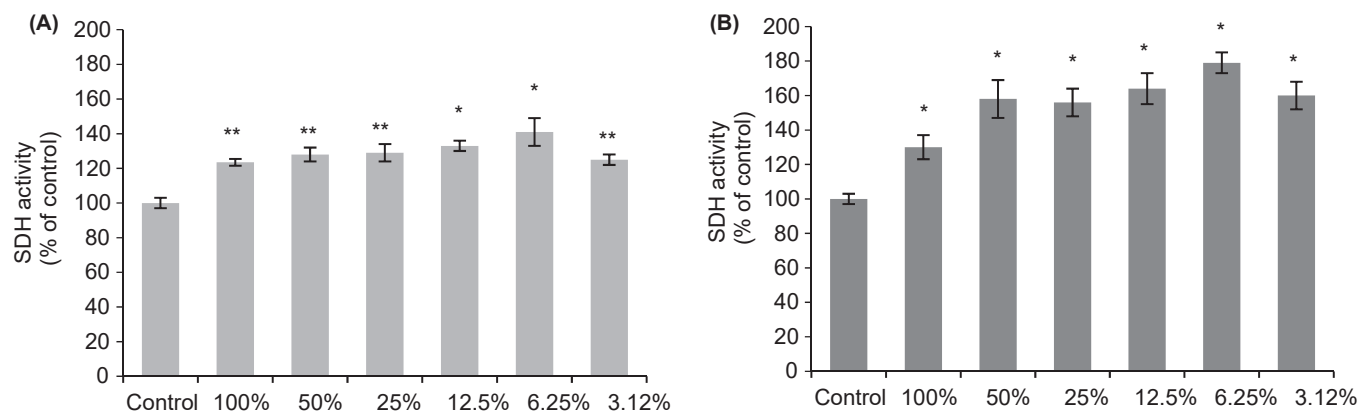 (A)
SDH activity
(% of control)
200
180
160
140
120
100
80
60
40
20
0
** ** ** * * **
Control 100% 50% 25% 12.5% 6.25% 3.12%
(B)
SDH activity
(% of control)
200
180
160
140
120
100
80
60
40
20
0
* * * * * *
Control 100% 50% 25% 12.5% 6.25% 3.12%